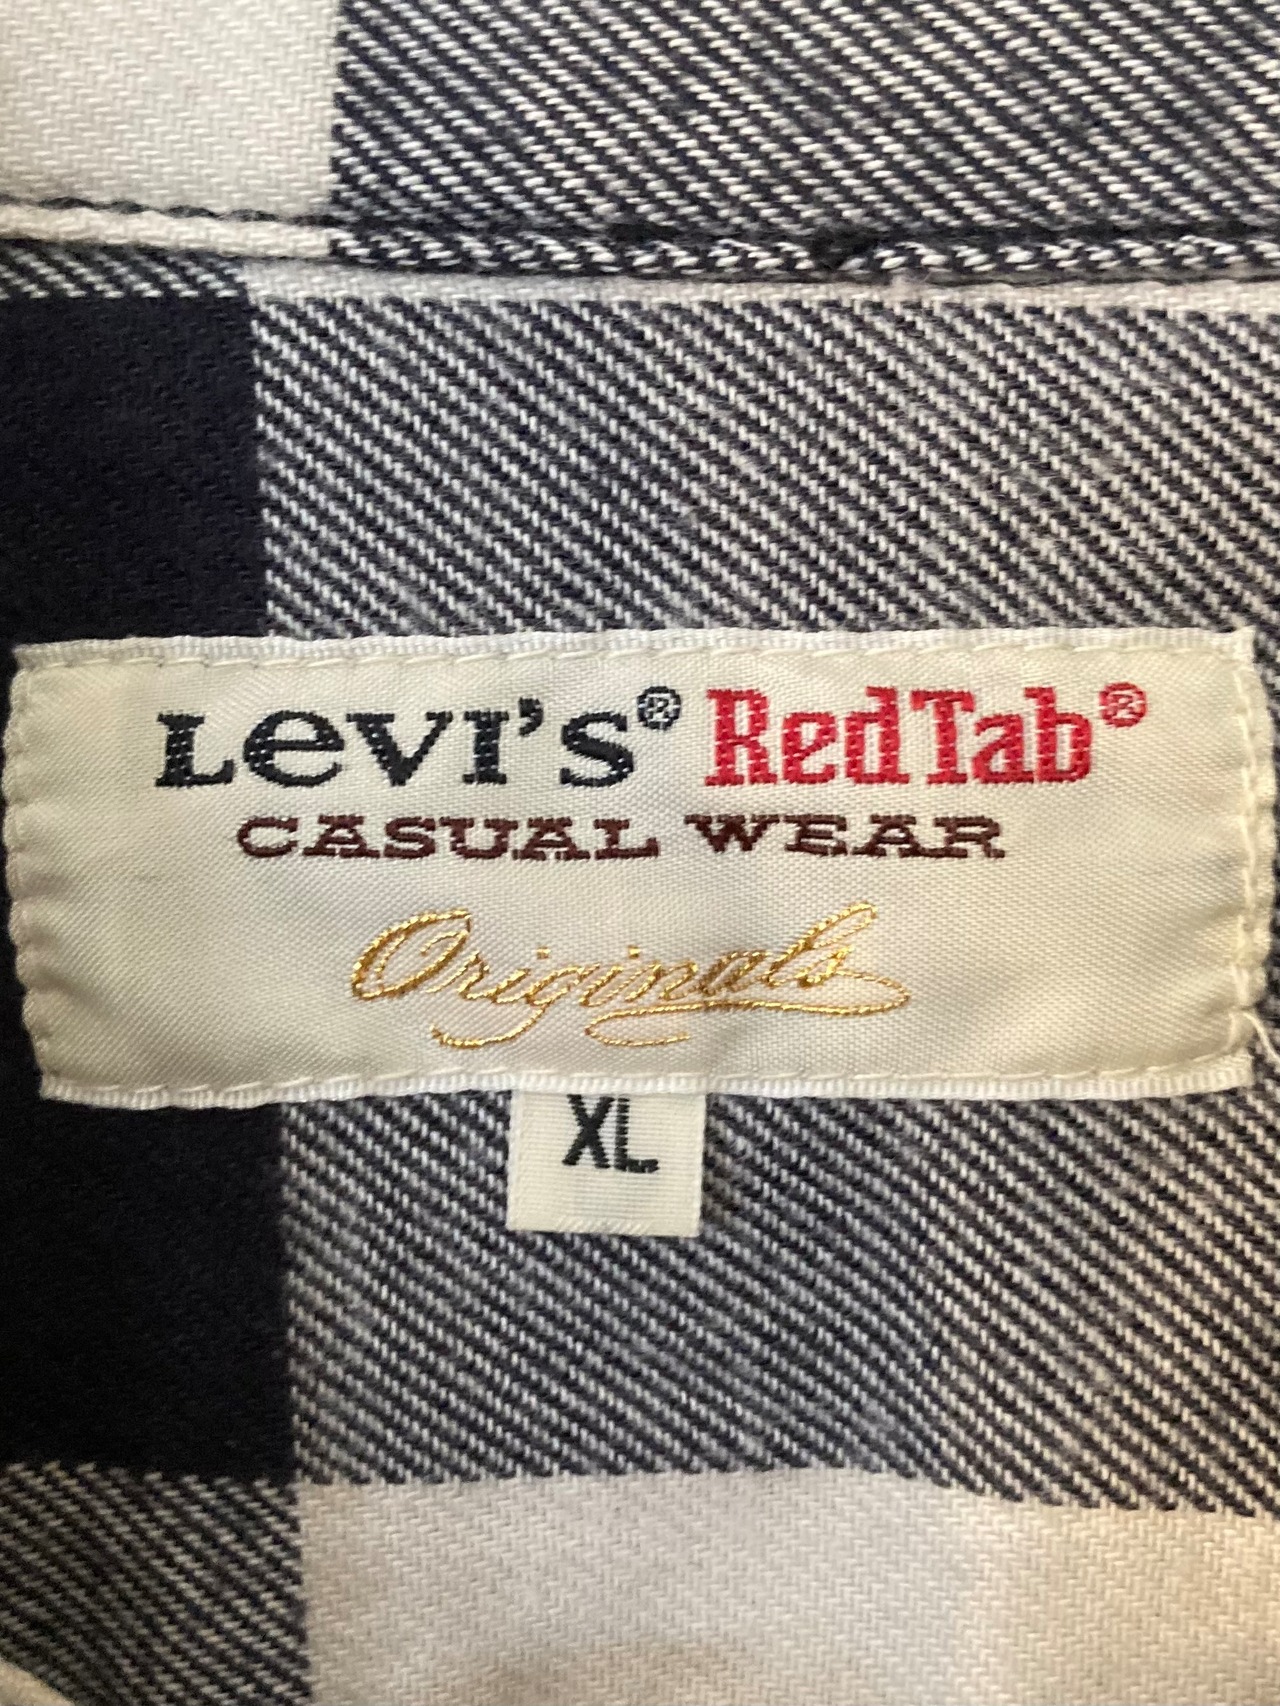 Levi's® RedTab®
CASUAL WEAR
Originals
XL